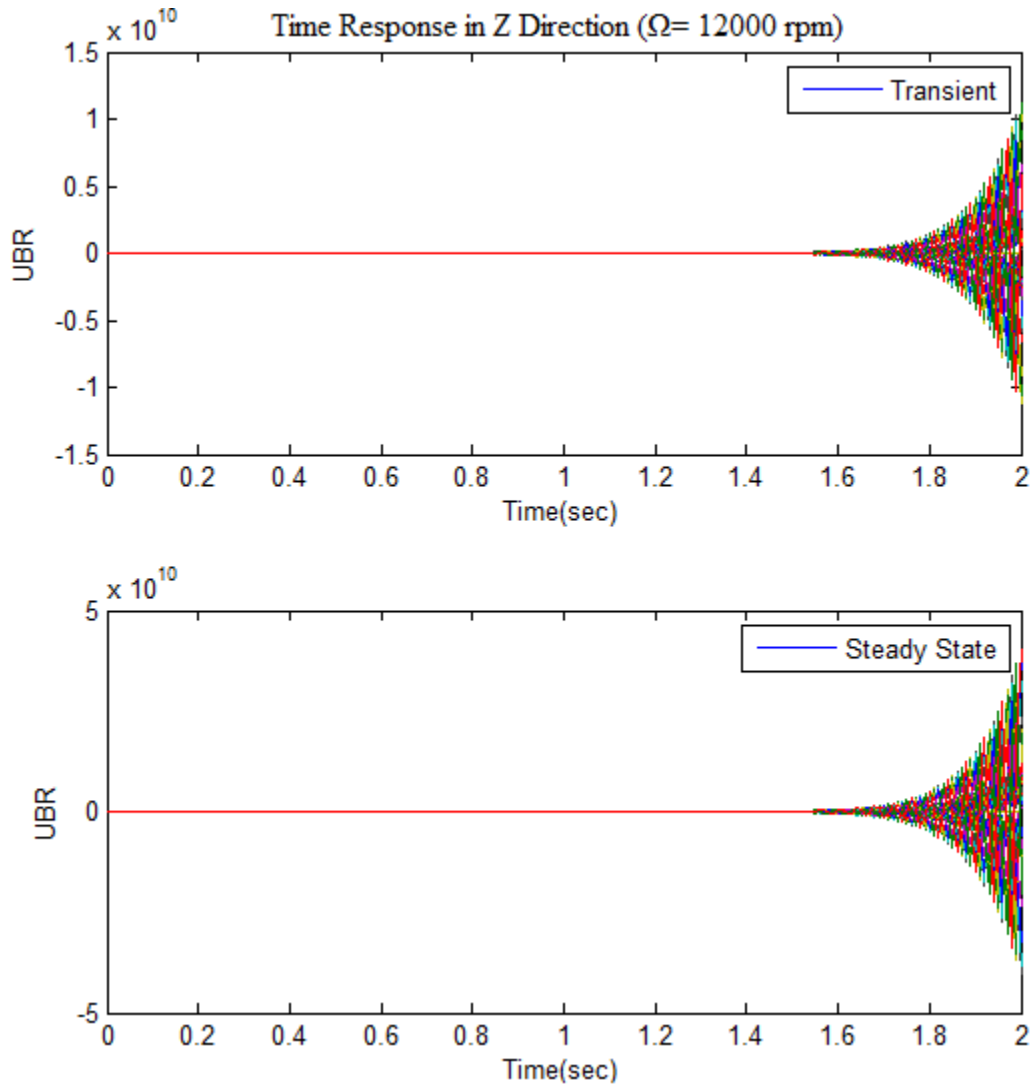 Time Response in Z Direction (Ω= 12000 rpm)
x 10^10
1.5
1
0.5
0
-0.5
-1
-1.5
UBR
Transient
0 0.2 0.4 0.6 0.8 1 1.2 1.4 1.6 1.8 2
Time(sec)
x 10^10
5
0
-5
UBR
Steady State
0 0.2 0.4 0.6 0.8 1 1.2 1.4 1.6 1.8 2
Time(sec)